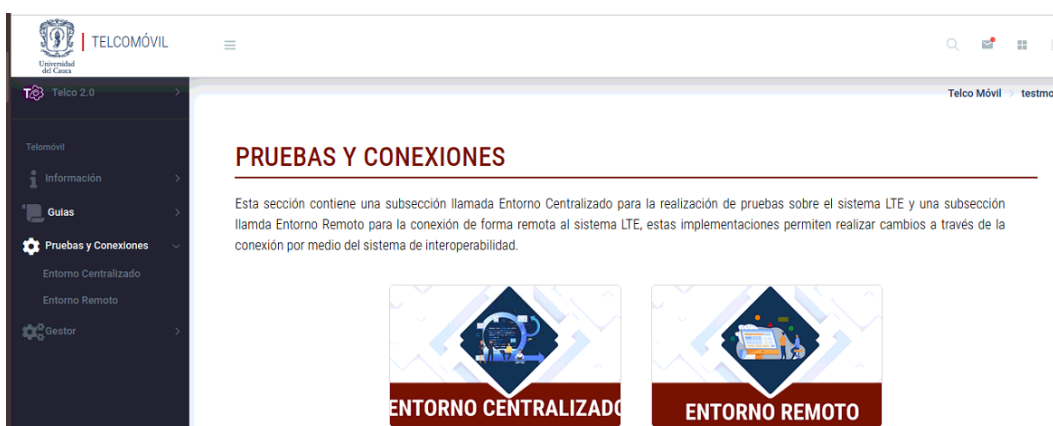 Universidad
del Cauca
TELCOMÓVIL
Telco 2.0
Telco Móvil > testmo
Telomóvil
Información
Guias
Pruebas y Conexiones
Entorno Centralizado
Entorno Remoto
Gestor
PRUEBAS Y CONEXIONES
Esta sección contiene una subsección llamada Entorno Centralizado para la realización de pruebas sobre el sistema LTE y una subsección
llamda Entorno Remoto para la conexión de forma remota al sistema LTE, estas implementaciones permiten realizar cambios a través de la
conexión por medio del sistema de interoperabilidad.
ENTORNO CENTRALIZADO
ENTORNO REMOTO